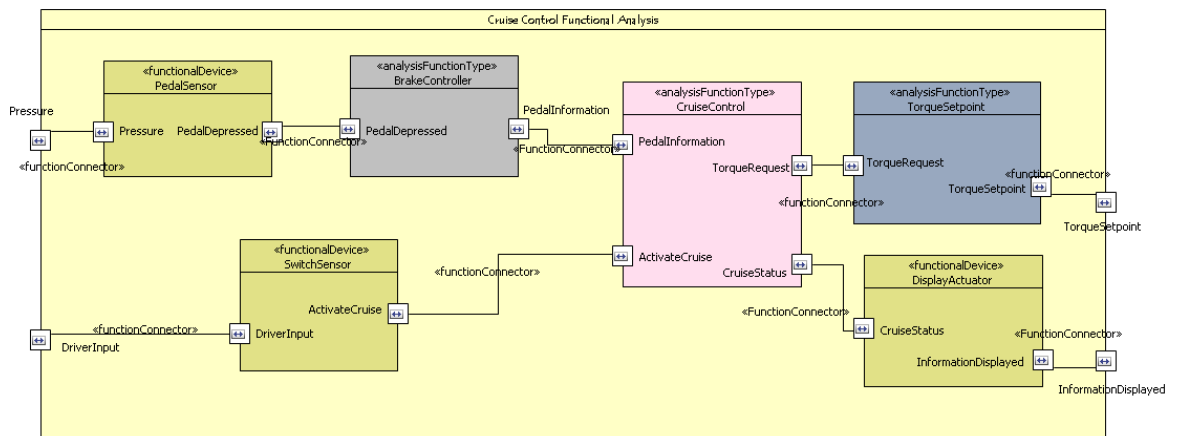 Cruise Control Functional Analysis
«functionalDevice»
PedalSensor
Pressure
Pressure
PedalDepressed
«functionConnector»
«FunctionConnector»
«analysisFunctionType»
BrakeController
PedalDepressed
PedalInformation
«FunctionConnector»
«analysisFunctionType»
CruiseControl
PedalInformation
TorqueRequest
ActivateCruise
CruiseStatus
«functionConnector»
«analysisFunctionType»
TorqueSetpoint
TorqueRequest
TorqueSetpoint
«functionConnector»
TorqueSetpoint
«functionalDevice»
SwitchSensor
ActivateCruise
DriverInput
«functionConnector»
DriverInput
«functionConnector»
«functionalDevice»
DisplayActuator
CruiseStatus
InformationDisplayed
«FunctionConnector»
«FunctionConnector»
InformationDisplayed